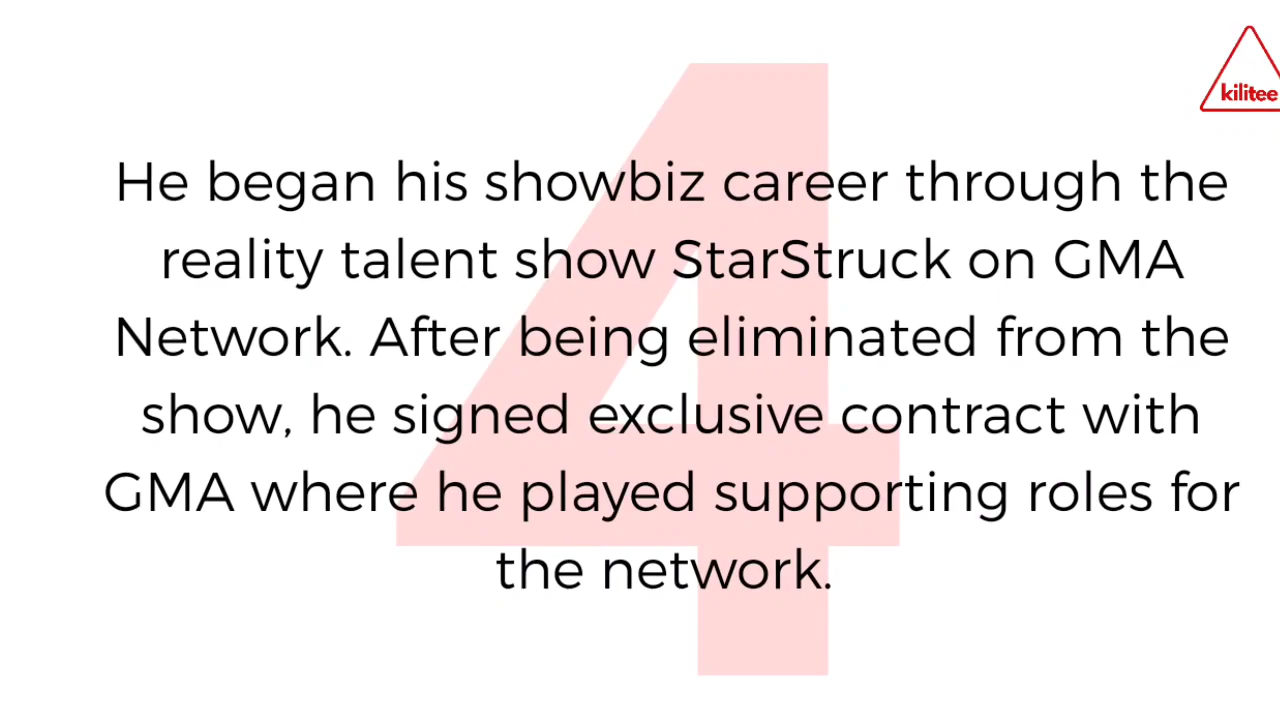 kilitee
He began his showbiz career through the
reality talent show StarStruck on GMA
Network. After being eliminated from the
show, he signed exclusive contract with
GMA where he played supporting roles for
the network.
4